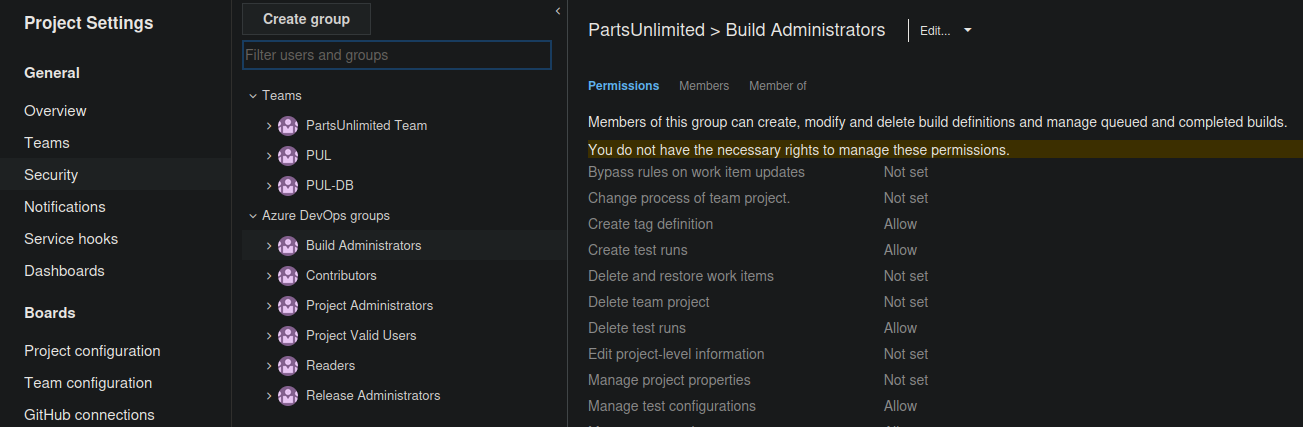 Project Settings
General
Overview
Teams
Security
Notifications
Service hooks
Dashboards
Boards
Project configuration
Team configuration
GitHub connections
Create group
Filter users and groups
Teams
PartsUnlimited Team
PUL
PUL-DB
Azure DevOps groups
Build Administrators
Contributors
Project Administrators
Project Valid Users
Readers
Release Administrators
PartsUnlimited > Build Administrators Edit...
Permissions Members Member of
Members of this group can create, modify and delete build definitions and manage queued and completed builds.
You do not have the necessary rights to manage these permissions.
Bypass rules on work item updates Not set
Change process of team project. Not set
Create tag definition Allow
Create test runs Allow
Delete and restore work items Not set
Delete team project Not set
Delete test runs Allow
Edit project-level information Not set
Manage project properties Not set
Manage test configurations Allow